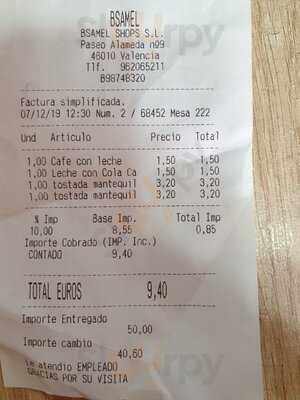 BSAMEL
BSAMEL SHOPS S.L.
Paseo Alameda nº9
46010 Valencia
Tlf. 962065211
B98748320
Factura simplificada.
07/12/19 12:30 Num. 2 / 68452 Mesa 222
Und Articulo Precio Total
1,00 Cafe con leche 1,50 1,50
1,00 Leche con Cola Ca 1,50 1,50
1,00 tostada mantequil 3,20 3,20
1,00 tostada mantequil 3,20 3,20
% Imp Base Imp. Total Imp
10,00 8,55 0,85
Importe Cobrado (IMP. Inc.)
CONTADO 9,40
TOTAL EUROS 9,40
Importe Entregado
50,00
Importe cambio
40,60
le atendio EMPLEADO
GRACIAS POR SU VISITA